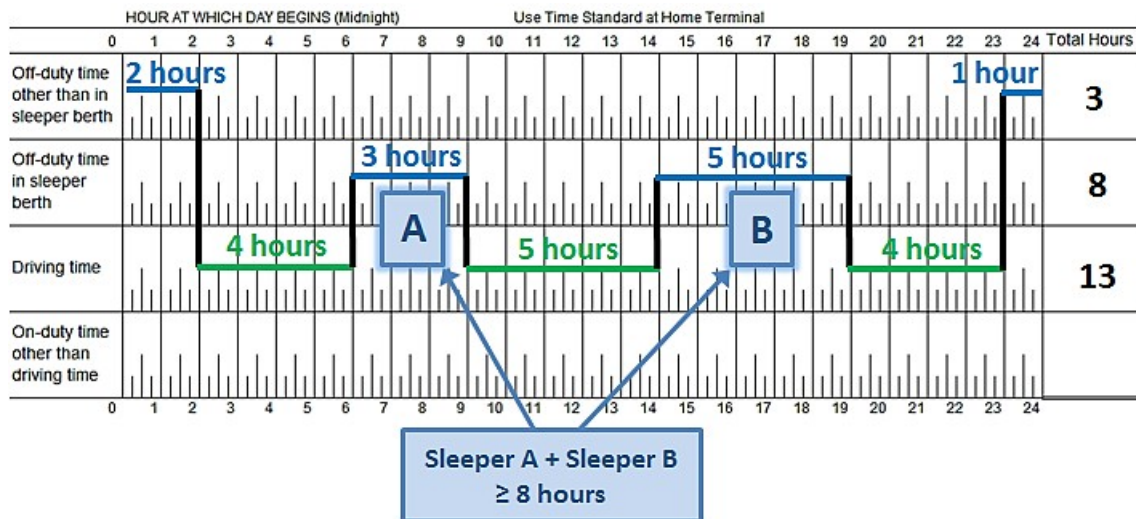 HOUR AT WHICH DAY BEGINS (Midnight) Use Time Standard at Home Terminal
0 1 2 3 4 5 6 7 8 9 10 11 12 13 14 15 16 17 18 19 20 21 22 23 24 Total Hours
Off-duty time
other than in
sleeper berth
2 hours
1 hour
3
Off-duty time
in sleeper
berth
3 hours
5 hours
8
A
B
Driving time
4 hours
5 hours
4 hours
13
On-duty time
other than
driving time
0 1 2 3 4 5 6 7 8 9 10 11 12 13 14 15 16 17 18 19 20 21 22 23 24
Sleeper A + Sleeper B
≥ 8 hours